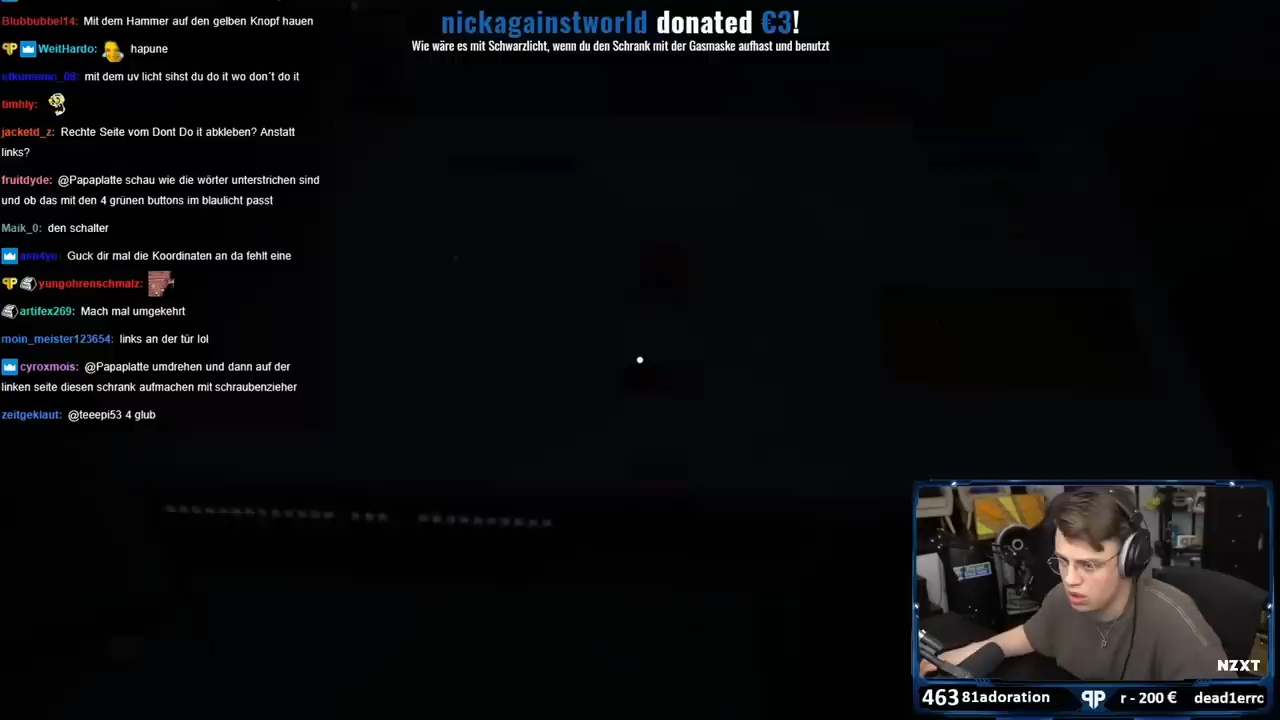 nickagainstworld donated €3!
Wie wäre es mit Schwarzlicht, wenn du den Schrank mit der Gasmaske aufhast und benutzt
Blubbubbel14: Mit dem Hammer auf den gelben Knopf hauen
WeitHardo: hapune
mit dem uv licht sihst du do it wo don´t do it
timhly:
jacketd_z: Rechte Seite vom Dont Do it abkleben? Anstatt
links?
fruitdyde: @Papaplatte schau wie die wörter unterstrichen sind
und ob das mit den 4 grünen buttons im blaulicht passt
Maik_0: den schalter
Guck dir mal die Koordinaten an da fehlt eine
yungohrenschmalz:
artifex269: Mach mal umgekehrt
moin_meister123654: links an der tür lol
cyroxmois: @Papaplatte umdrehen und dann auf der
linken seite diesen schrank aufmachen mit schraubenzieher
zeitgeklaut: @teeepi53 4 glub
NZXT
463 81adoration PP r - 200 € dead1erro